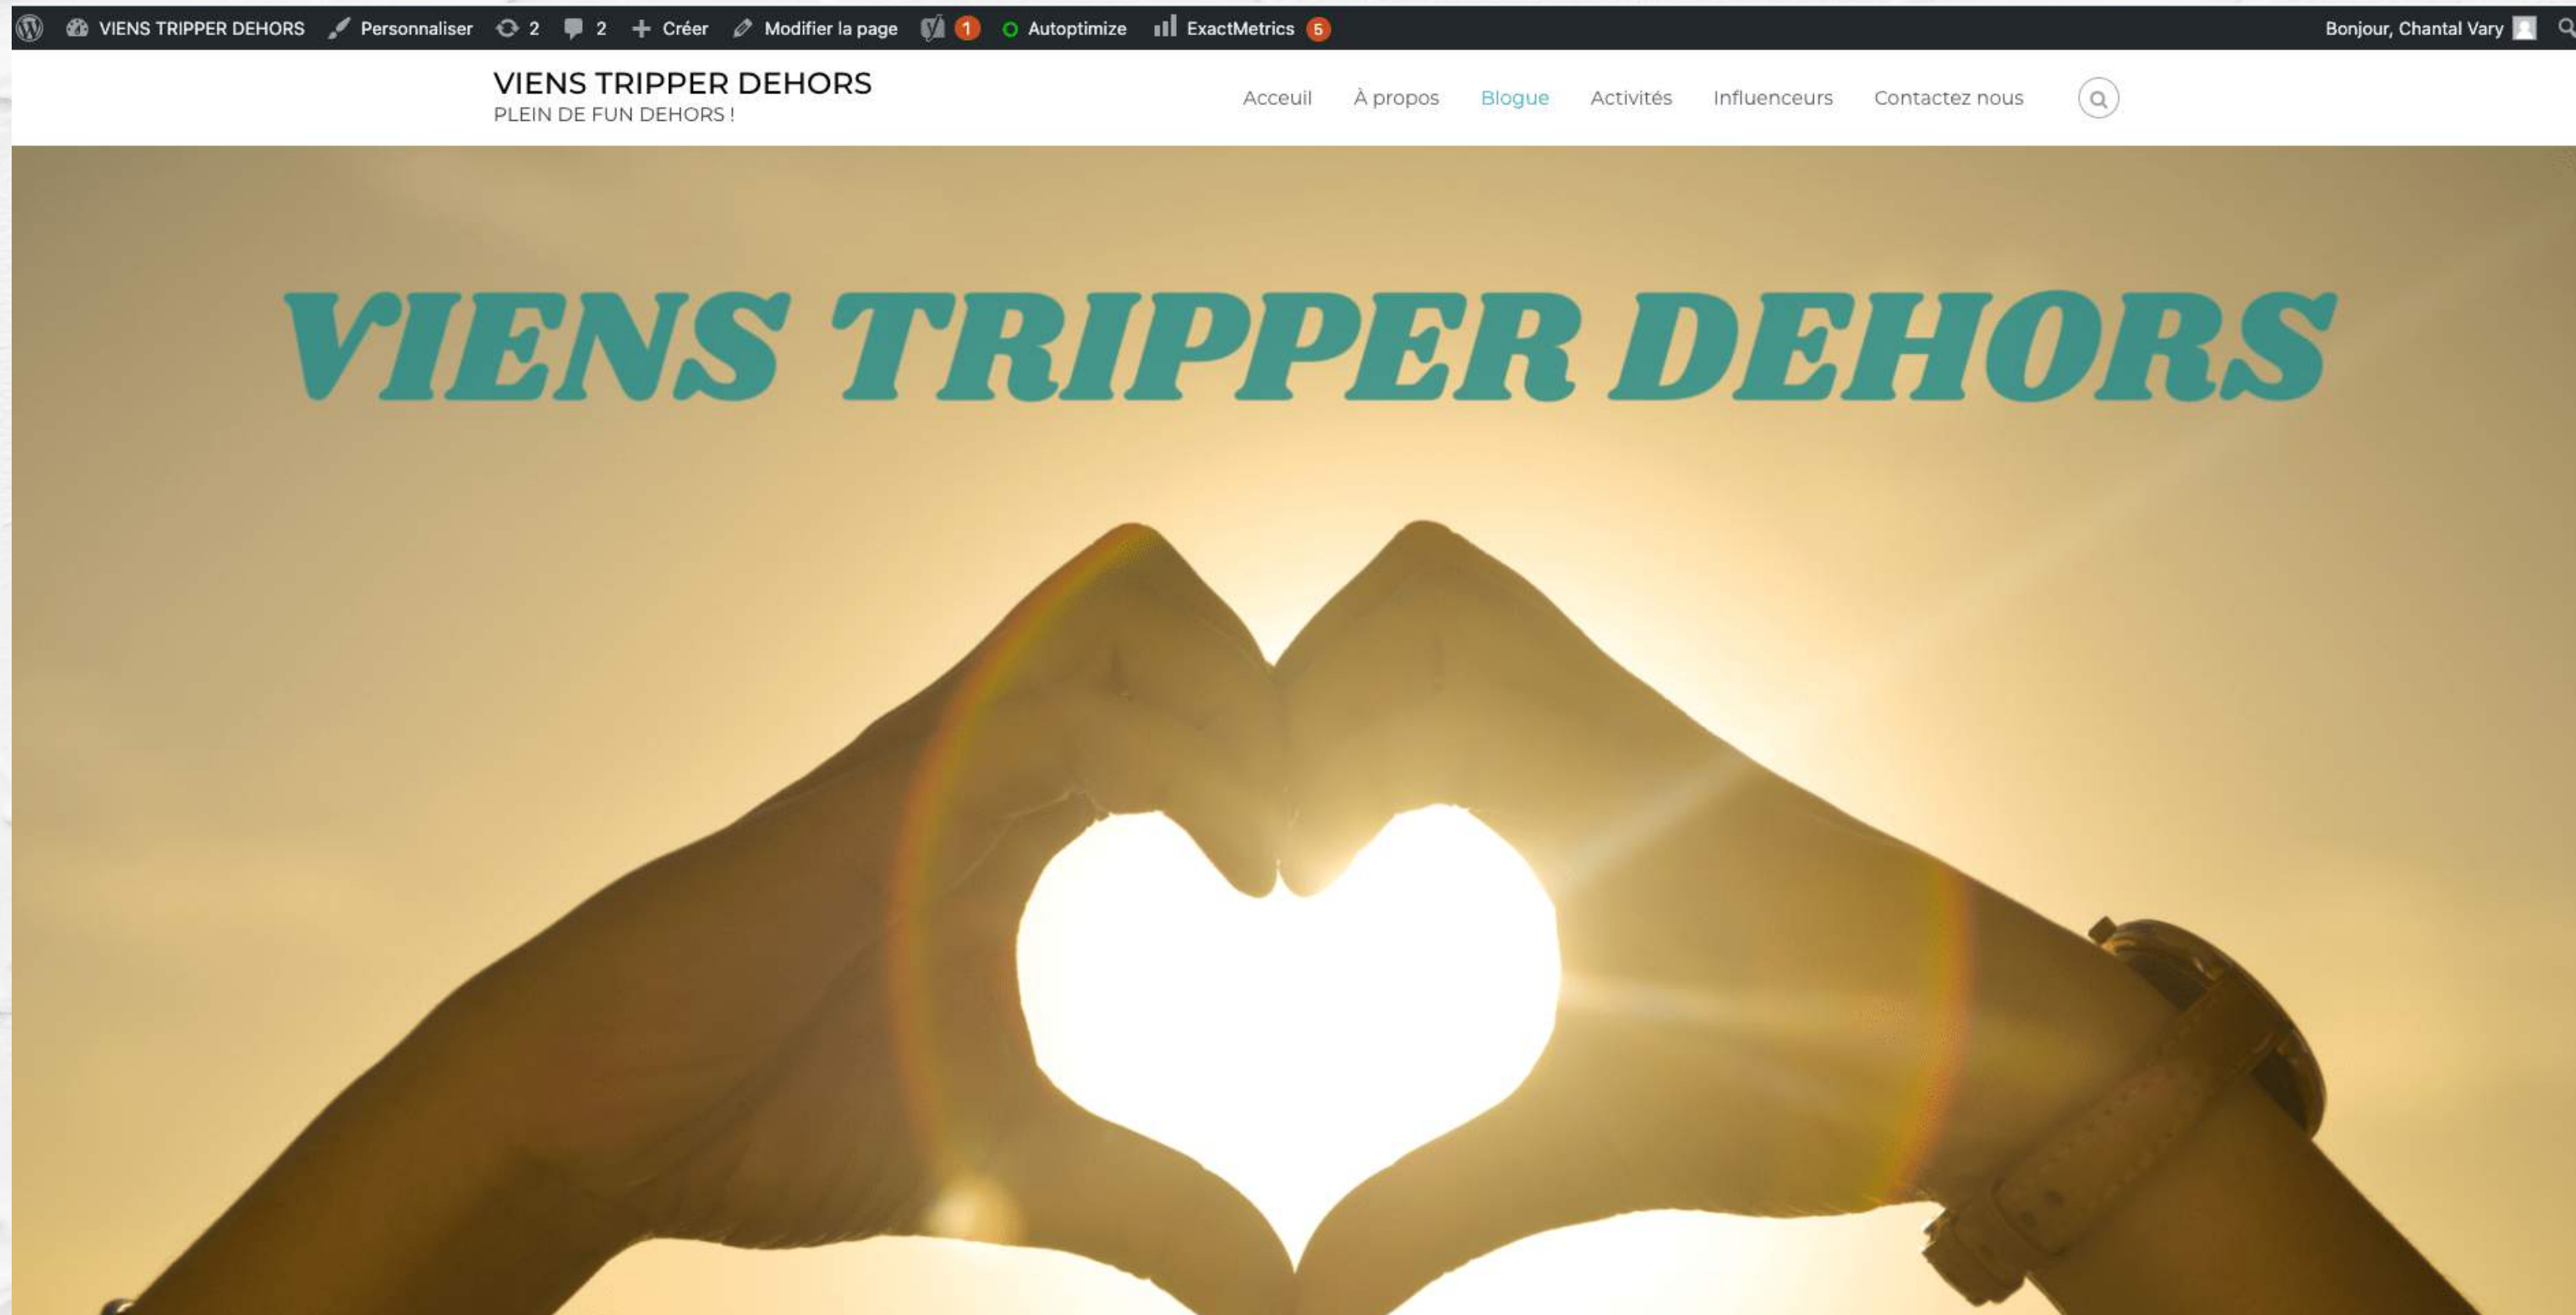 VIENS TRIPPER DEHORS Personnaliser 2 2 + Créer Modifier la page 1 Autoptimize ExactMetrics 5 Bonjour, Chantal Vary
VIENS TRIPPER DEHORS
PLEIN DE FUN DEHORS !
Acceuil À propos Blogue Activités Influenceurs Contactez nous
VIENS TRIPPER DEHORS